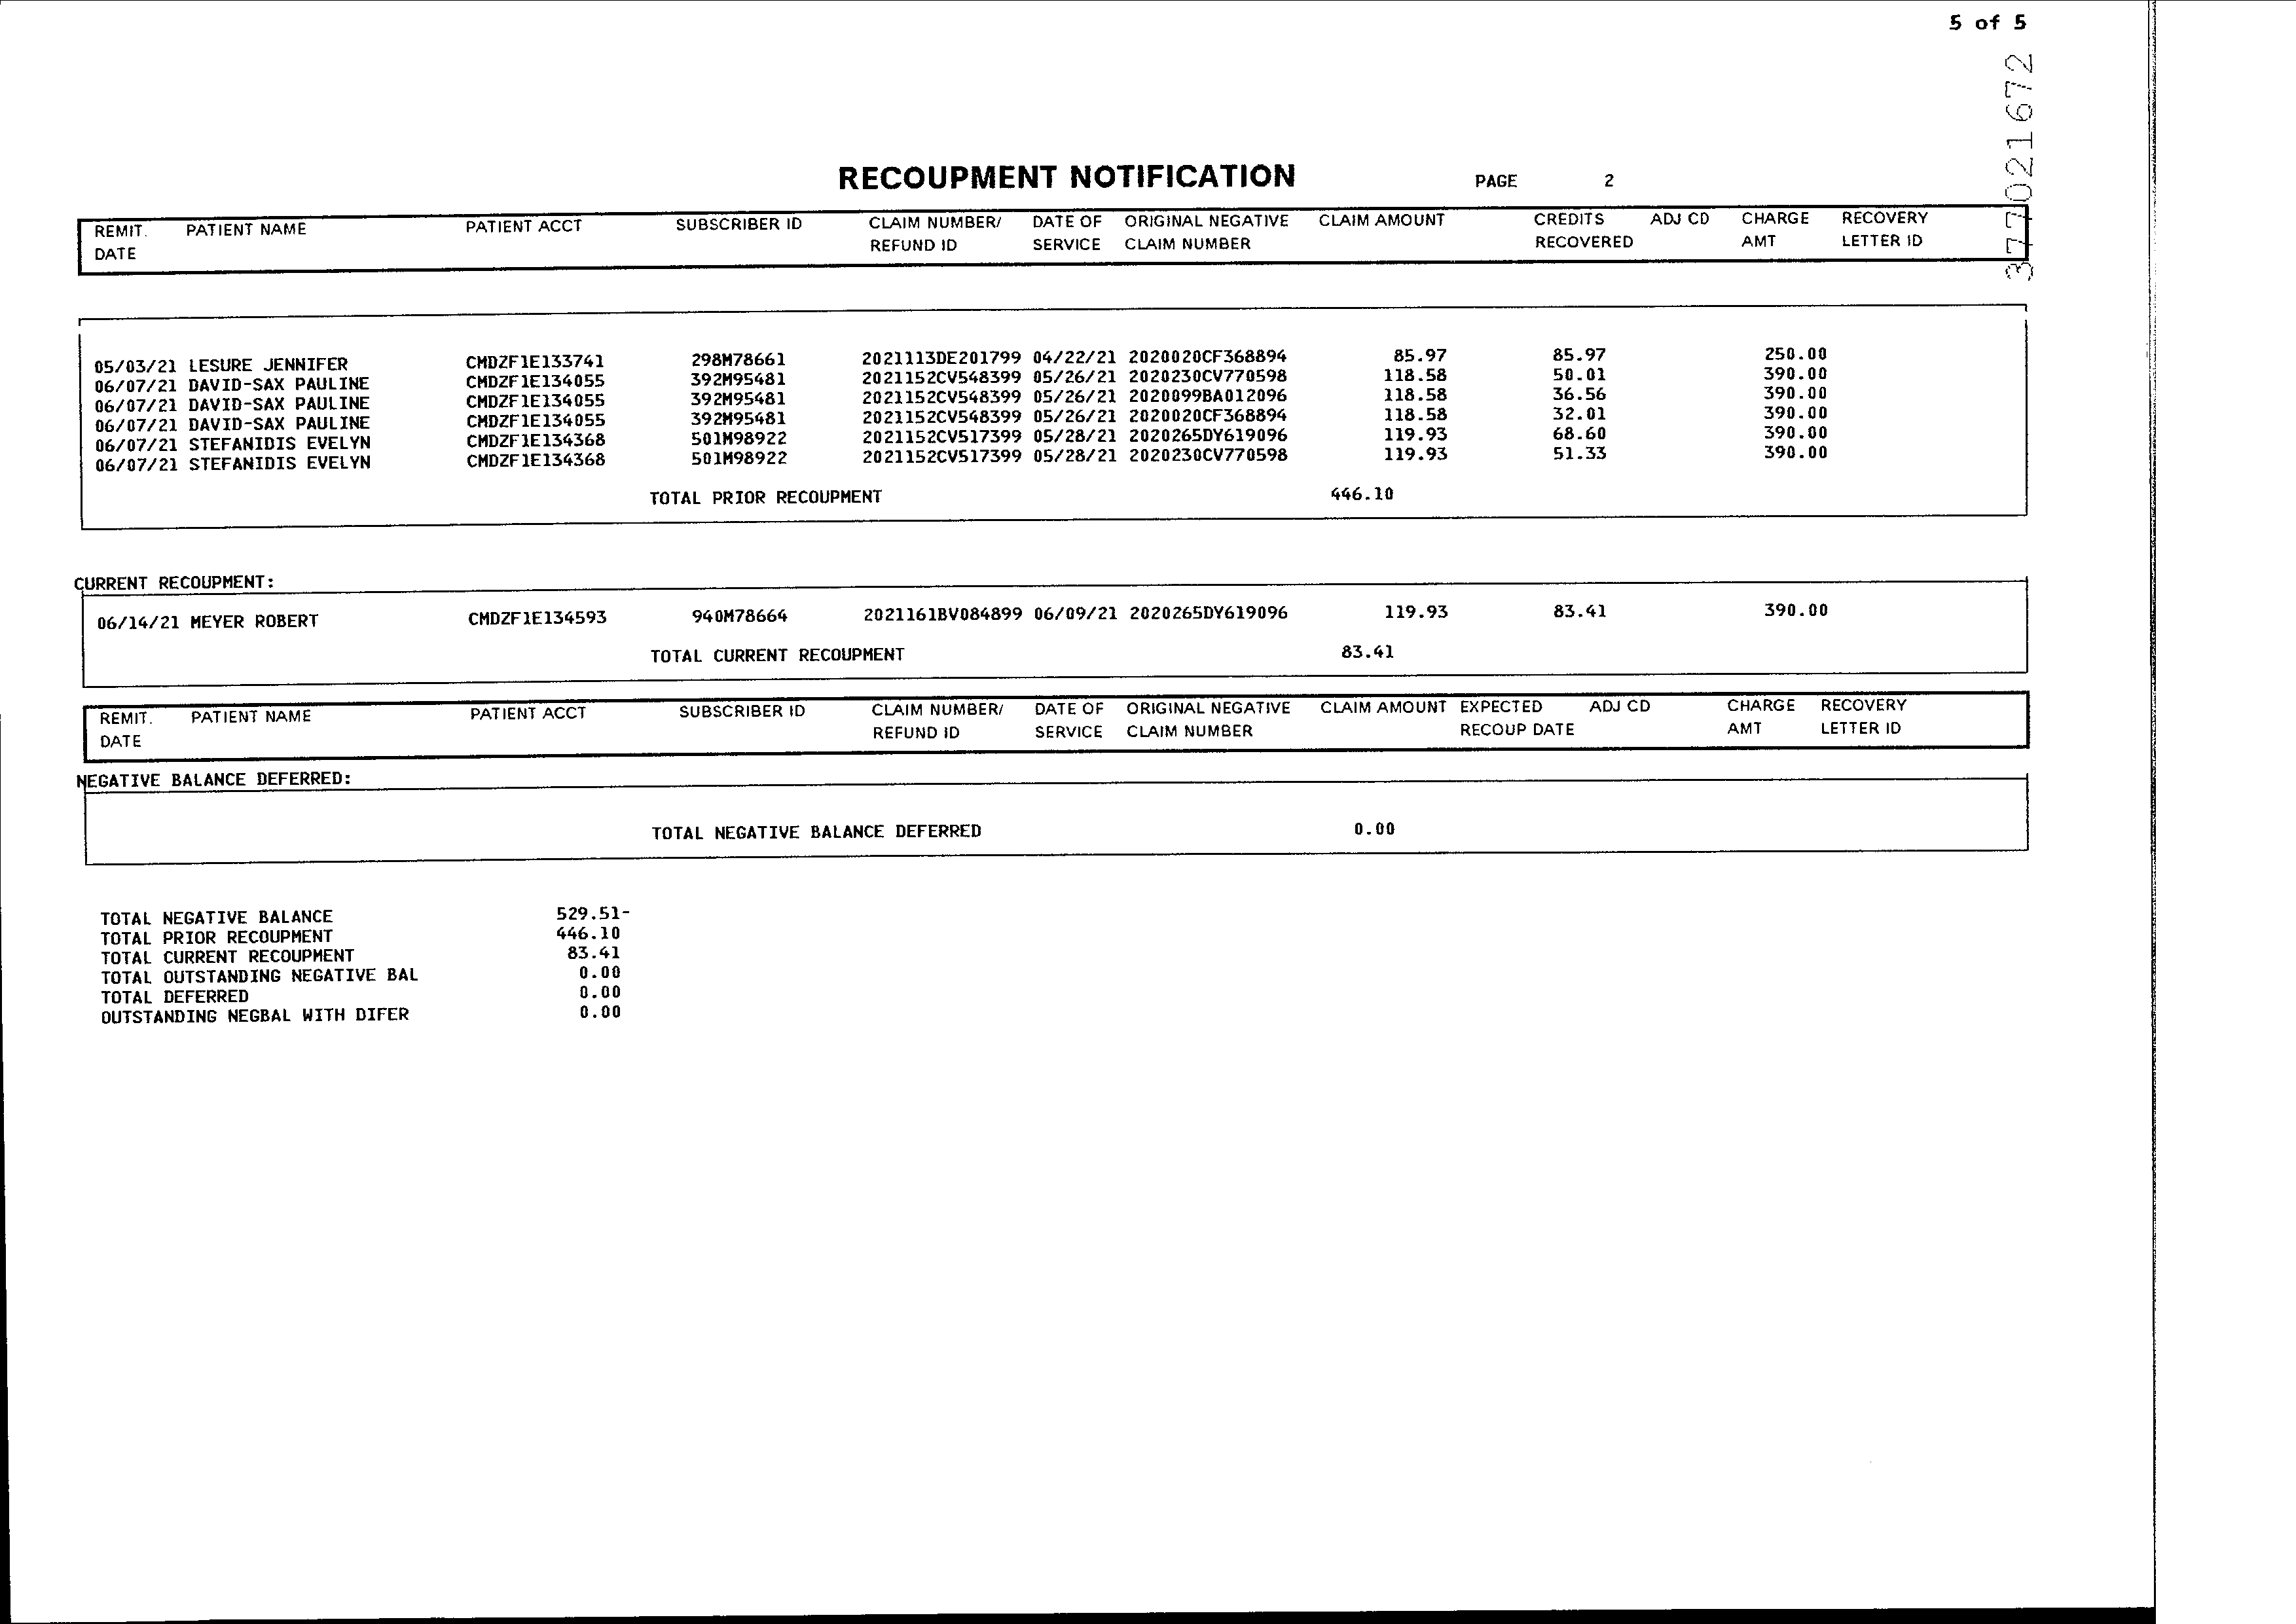 5 of 5
3770021672
RECOUPMENT NOTIFICATION PAGE 2
REMIT. PATIENT NAME PATIENT ACCT SUBSCRIBER ID CLAIM NUMBER/ DATE OF ORIGINAL NEGATIVE CLAIM AMOUNT CREDITS ADJ CD CHARGE RECOVERY
DATE REFUND ID SERVICE CLAIM NUMBER RECOVERED AMT LETTER ID
05/03/21 LESURE JENNIFER CMDZF1E133741 298M78661 2021113DE201799 04/22/21 2020020CF368894 85.97 85.97 250.00
06/07/21 DAVID-SAX PAULINE CMDZF1E134055 392M95481 2021152CV548399 05/26/21 2020230CV770598 118.58 50.01 390.00
06/07/21 DAVID-SAX PAULINE CMDZF1E134055 392M95481 2021152CV548399 05/26/21 2020099BA012096 118.58 36.56 390.00
06/07/21 DAVID-SAX PAULINE CMDZF1E134055 392M95481 2021152CV548399 05/26/21 2020020CF368894 118.58 32.01 390.00
06/07/21 STEFANIDIS EVELYN CMDZF1E134368 501M98922 2021152CV517399 05/28/21 2020265DY619096 119.93 68.60 390.00
06/07/21 STEFANIDIS EVELYN CMDZF1E134368 501M98922 2021152CV517399 05/28/21 2020230CV770598 119.93 51.33 390.00
TOTAL PRIOR RECOUPMENT 446.10
CURRENT RECOUPMENT:
06/14/21 MEYER ROBERT CMDZF1E134593 940M78664 2021161BV084899 06/09/21 2020265DY619096 119.93 83.41 390.00
TOTAL CURRENT RECOUPMENT 83.41
REMIT. PATIENT NAME PATIENT ACCT SUBSCRIBER ID CLAIM NUMBER/ DATE OF ORIGINAL NEGATIVE CLAIM AMOUNT EXPECTED ADJ CD CHARGE RECOVERY
DATE REFUND ID SERVICE CLAIM NUMBER RECOUP DATE AMT LETTER ID
NEGATIVE BALANCE DEFERRED:
TOTAL NEGATIVE BALANCE DEFERRED 0.00
TOTAL NEGATIVE BALANCE 529.51-
TOTAL PRIOR RECOUPMENT 446.10
TOTAL CURRENT RECOUPMENT 83.41
TOTAL OUTSTANDING NEGATIVE BAL 0.00
TOTAL DEFERRED 0.00
OUTSTANDING NEGBAL WITH DIFER 0.00